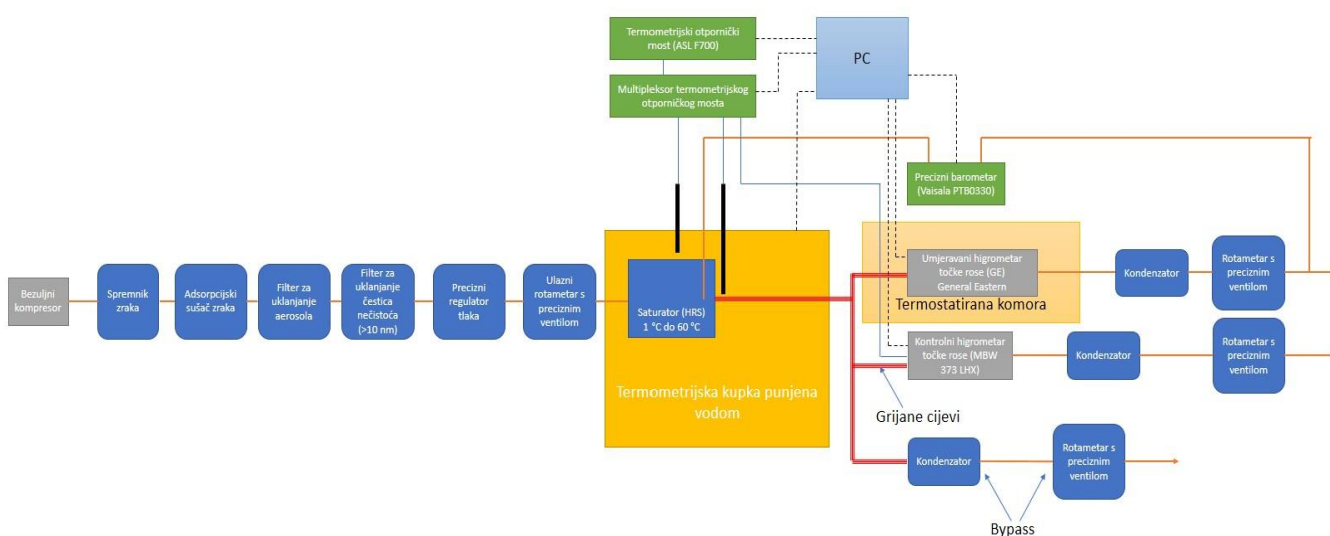 Termometrijski otpornički
most (ASL F700)
PC
Multipleksor termometrijskog
otporničkog mosta
Precizni barometar
(Vaisala PTB0330)
Bezuljni
kompresor
Spremnik
zraka
Adsorpcijski
sušač zraka
Filter za
uklanjanje
aerosola
Filter za
uklanjanje
čestica
nečistoća
(>10 nm)
Precizni
regulator
tlaka
Ulazni
rotametar s
preciznim
ventilom
Saturator (HRS)
1 °C do 60 °C
Termometrijska kupka punjena
vodom
Umjeravani higrometar
točke rose (GE)
General Eastern
Termostatirana komora
Kondenzator
Rotametar s
preciznim
ventilom
Kontrolni higrometar
točke rose (MBW
373 LHX)
Kondenzator
Rotametar s
preciznim
ventilom
Grijane cijevi
Kondenzator
Rotametar s
preciznim
ventilom
Bypass